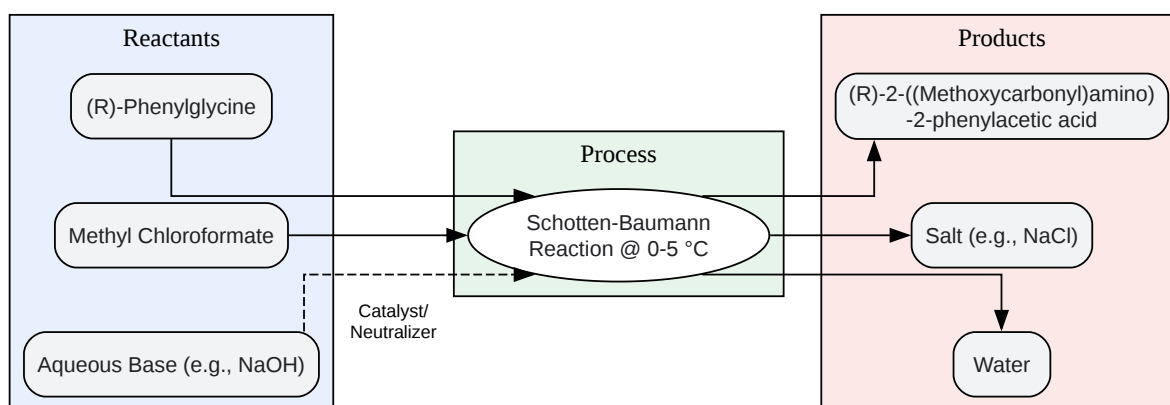 Reactants
(R)-Phenylglycine
Methyl Chloroformate
Aqueous Base (e.g., NaOH)
Catalyst/
Neutralizer
Process
Schotten-Baumann
Reaction @ 0-5 °C
Products
(R)-2-((Methoxycarbonyl)amino)
-2-phenylacetic acid
Salt (e.g., NaCl)
Water